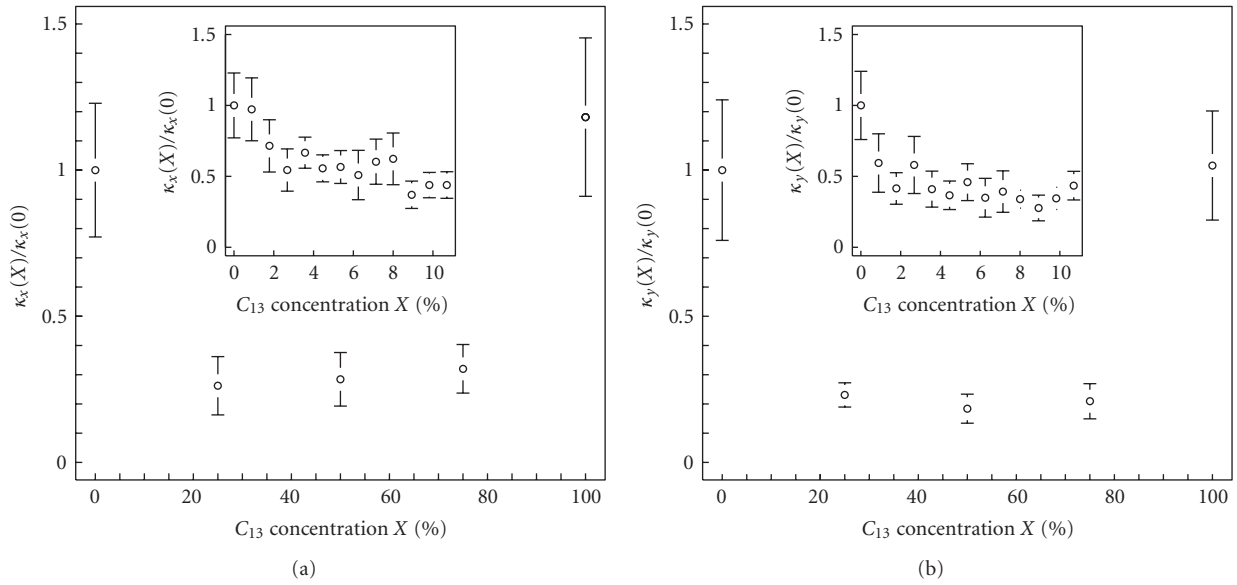 1.5
1
0.5
0
κx(X)/κx(0)
0 20 40 60 80 100
C13 concentration X (%)
1.5
1
0.5
0
κx(X)/κx(0)
0 2 4 6 8 10
C13 concentration X (%)
(a)
1.5
1
0.5
0
κy(X)/κy(0)
0 20 40 60 80 100
C13 concentration X (%)
1.5
1
0.5
0
κy(X)/κy(0)
0 2 4 6 8 10
C13 concentration X (%)
(b)